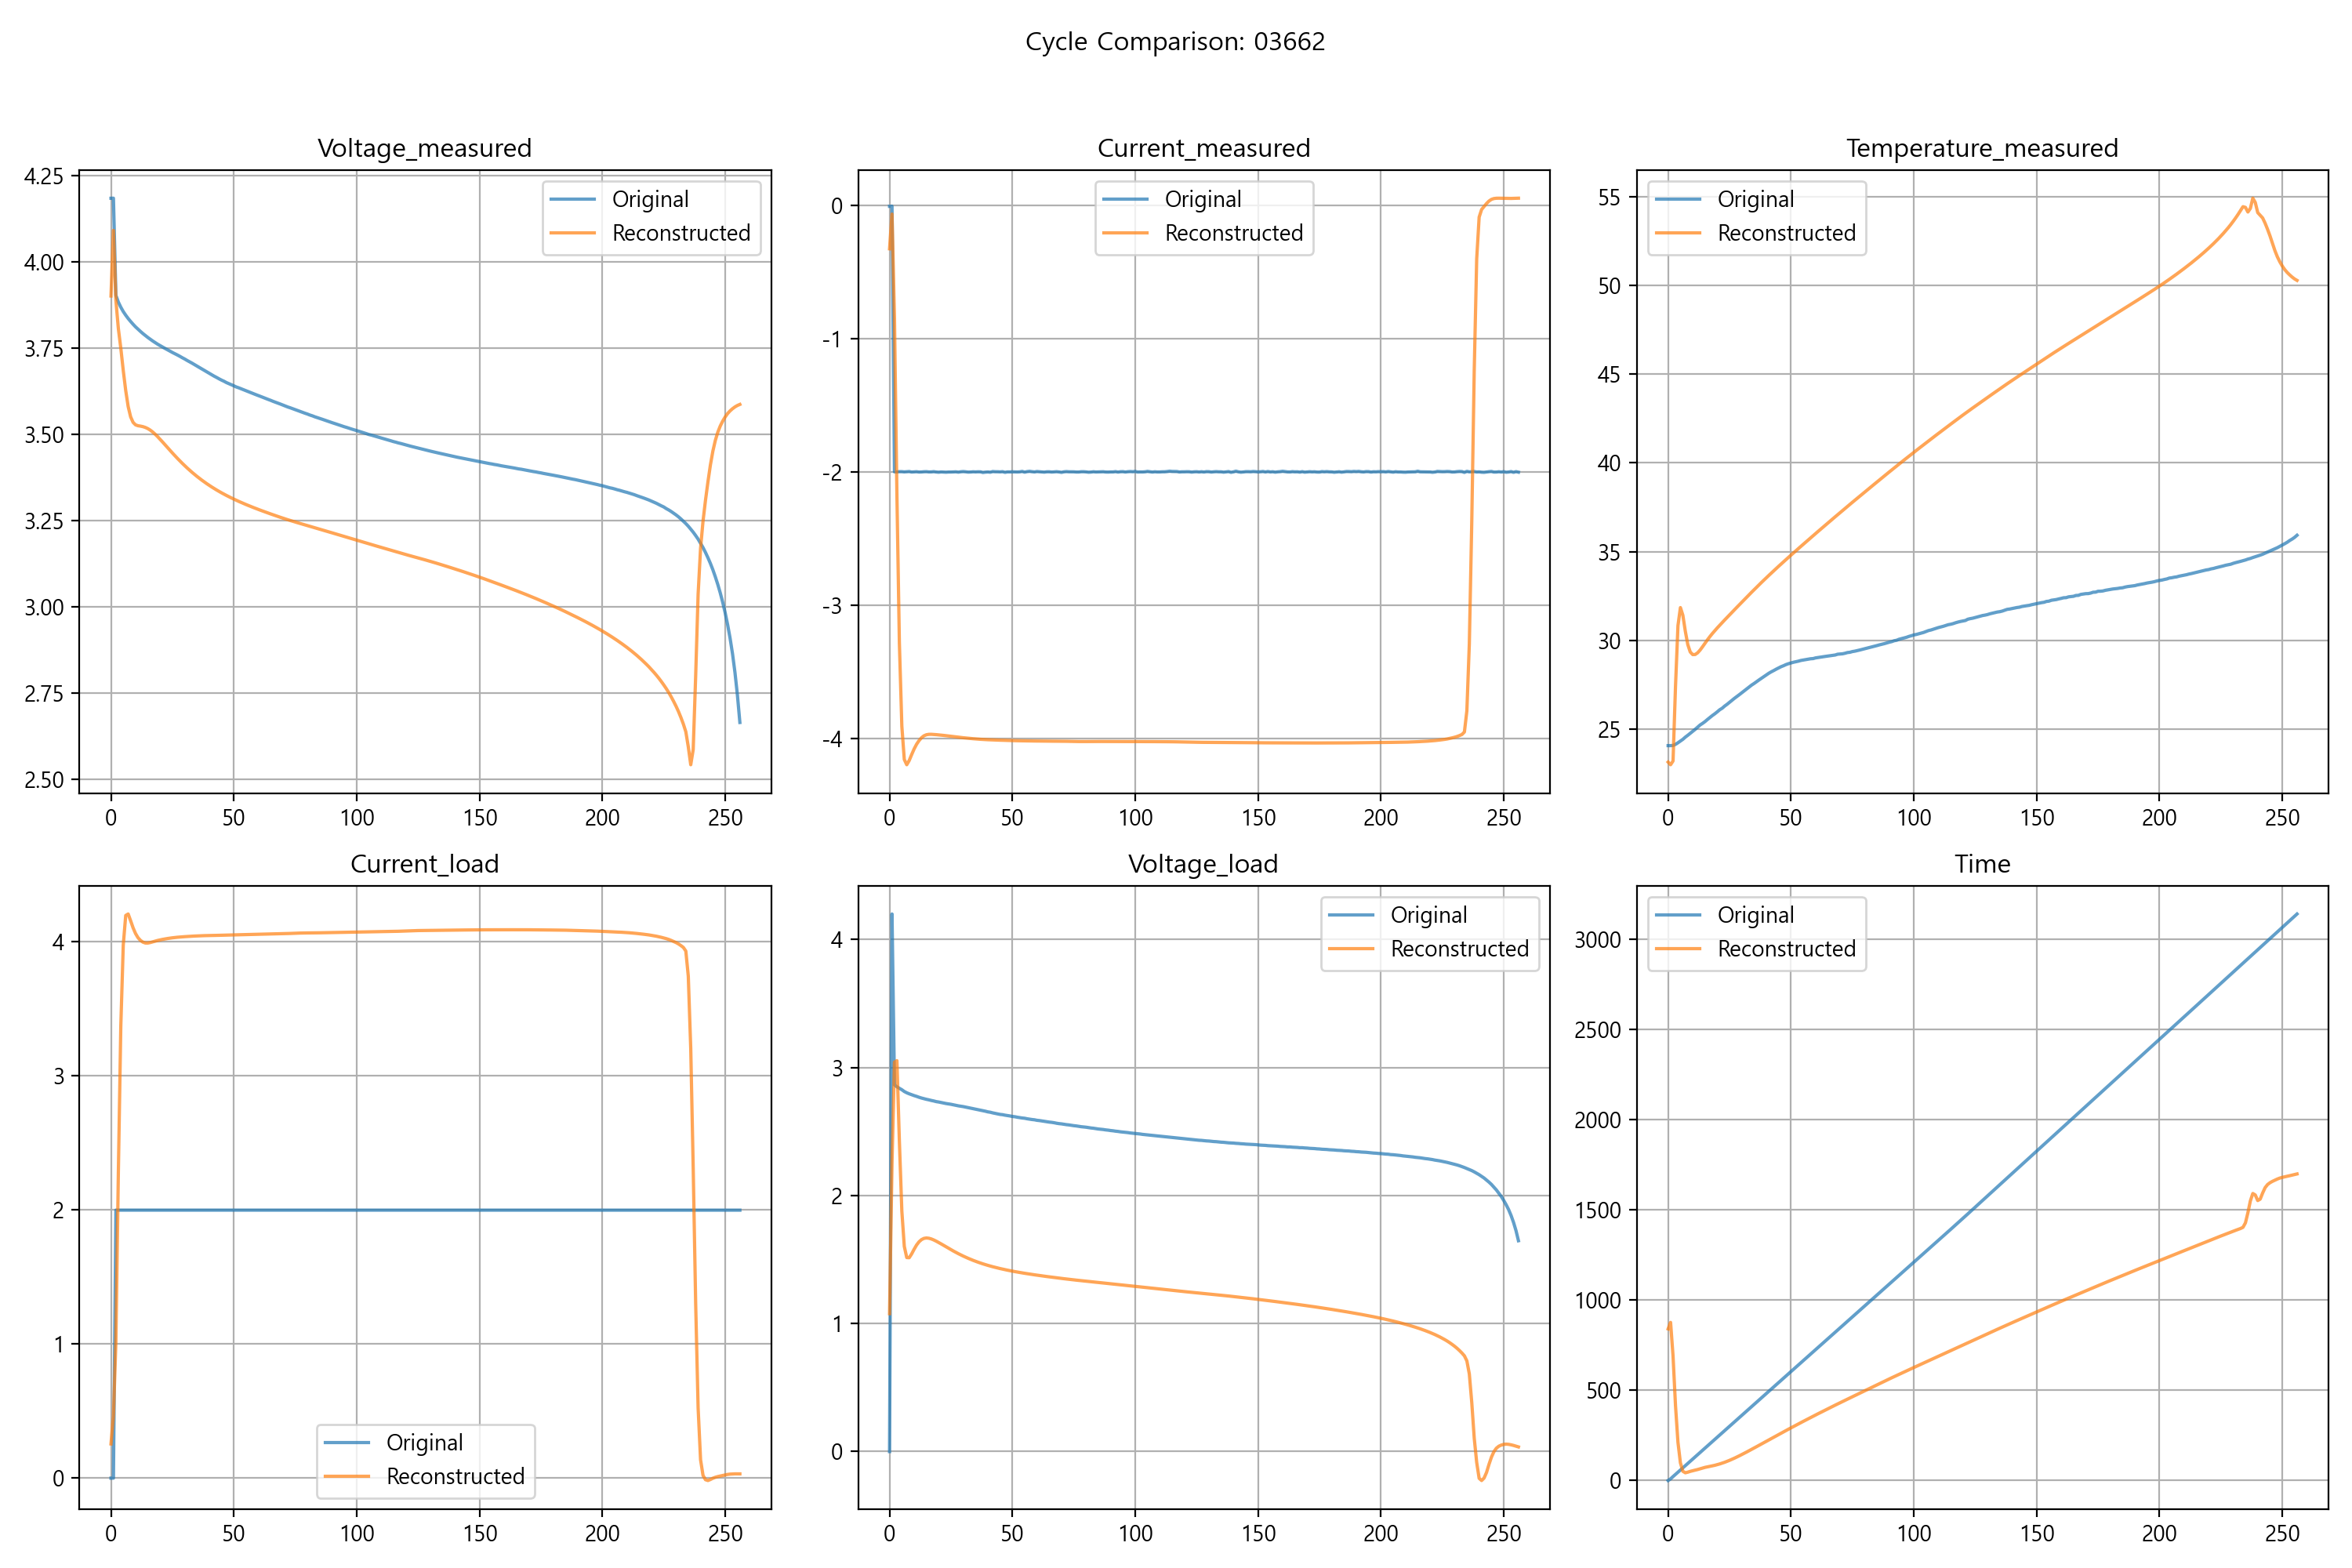 Cycle Comparison: 03662
Voltage_measured
Current_measured
Temperature_measured
4.25
4.00
3.75
3.50
3.25
3.00
2.75
2.50
0 50 100 150 200 250
Original
Reconstructed
0
-1
-2
-3
-4
0 50 100 150 200 250
Original
Reconstructed
55
50
45
40
35
30
25
0 50 100 150 200 250
Original
Reconstructed
Current_load
Voltage_load
Time
4
3
2
1
0
0 50 100 150 200 250
Original
Reconstructed
4
3
2
1
0
0 50 100 150 200 250
Original
Reconstructed
3000
2500
2000
1500
1000
500
0
0 50 100 150 200 250
Original
Reconstructed